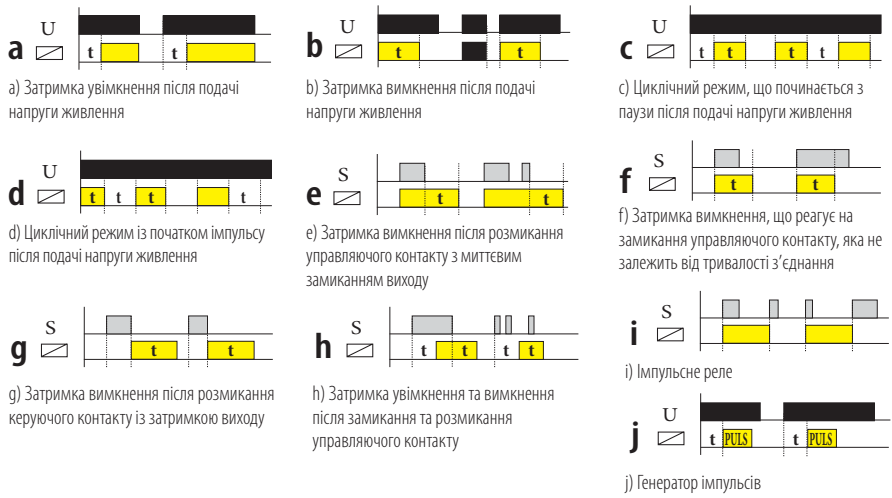 U
a t t
a) Затримка увімкнення після подачі
напруги живлення
U
b t t
b) Затримка вимкнення після подачі
напруги живлення
U
c t t t
c) Циклічний режим, що починається з
паузи після подачі напруги живлення
U
d t t t t
d) Циклічний режим із початком імпульсу
після подачі напруги живлення
S
e t t
e) Затримка вимкнення після розмикання
управляючого контакту з миттєвим
замиканням виходу
S
f t t
f) Затримка вимкнення, що реагує на
замикання управляючого контакту, яка не
залежить від тривалості з’єднання
S
g t t
g) Затримка вимкнення після розмикання
керуючого контакту із затримкою виходу
S
h t t t t
h) Затримка увімкнення та вимкнення
після замикання та розмикання
управляючого контакту
S
i
i) Імпульсне реле
U
j t PULS t PULS
j) Генератор імпульсів